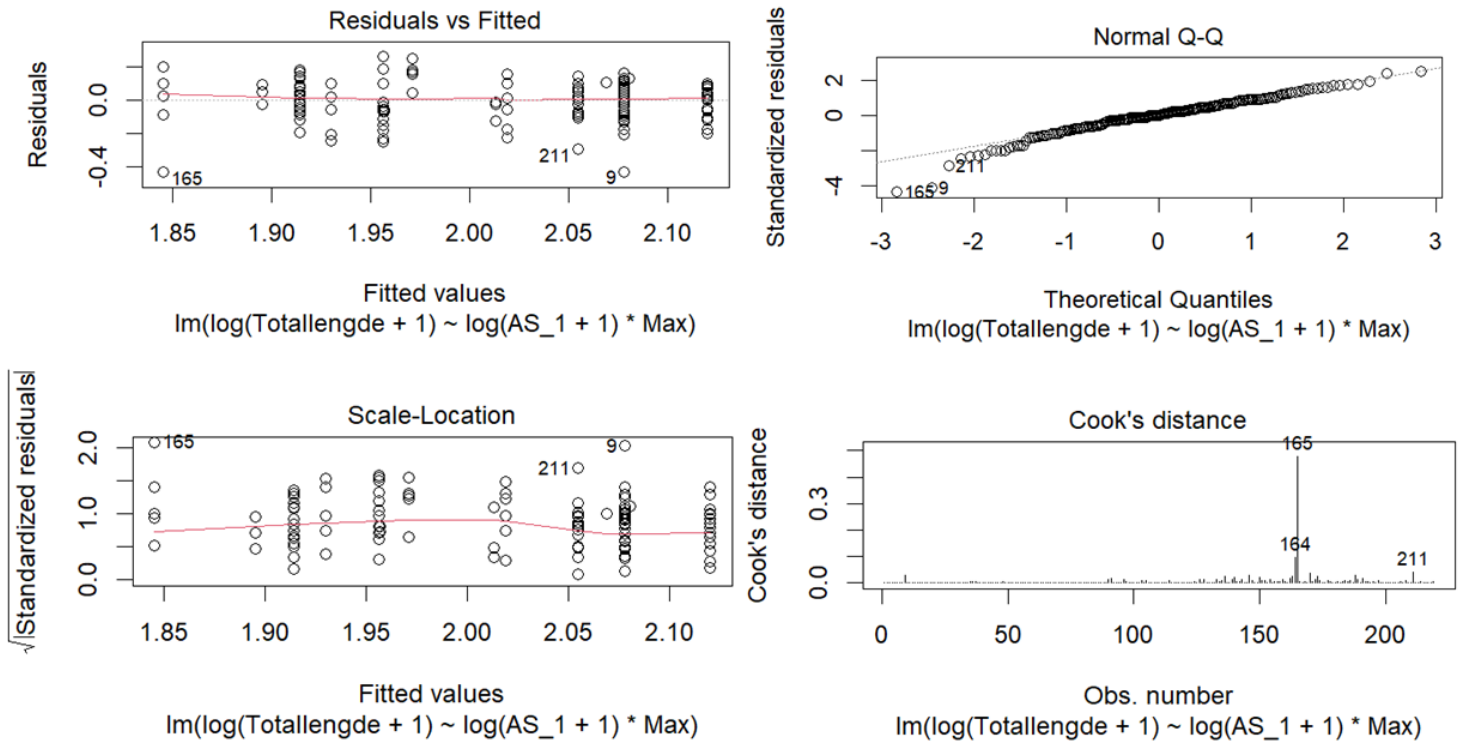 Residuals vs Fitted
Residuals
0.0
-0.4
165
211
9
1.85
1.90
1.95
2.00
2.05
2.10
Fitted values
lm(log(Totallengde + 1) ~ log(AS_1 + 1) * Max)
Normal Q-Q
Standardized residuals
2
0
-4
165
9
211
-3
-2
-1
0
1
2
3
Theoretical Quantiles
lm(log(Totallengde + 1) ~ log(AS_1 + 1) * Max)
Scale-Location
√|Standardized residuals|
2.0
1.0
0.0
165
211
9
1.85
1.90
1.95
2.00
2.05
2.10
Fitted values
lm(log(Totallengde + 1) ~ log(AS_1 + 1) * Max)
Cook's distance
Cook's distance
0.3
0.0
165
164
211
0
50
100
150
200
Obs. number
lm(log(Totallengde + 1) ~ log(AS_1 + 1) * Max)